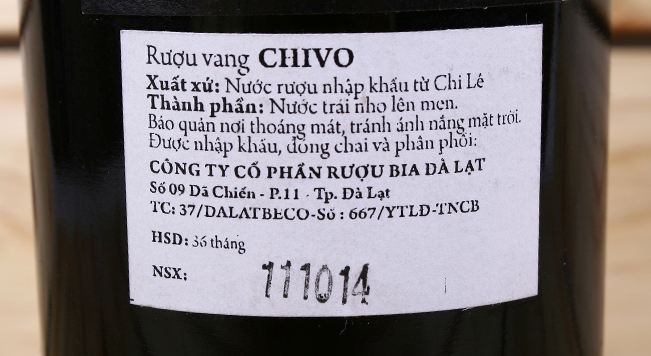 Rượu vang CHIVO
Xuất xứ: Nước rượu nhập khẩu từ Chi Lê
Thành phần: Nước trái nho lên men.
Bảo quản nơi thoáng mát, tránh ánh nắng mặt trời.
Được nhập khẩu, đóng chai và phân phối:
CÔNG TY CỔ PHẦN RƯỢU BIA ĐÀ LẠT
Số 09 Dã Chiến - P.11 - Tp. Đà Lạt
TC: 37/DALATBECO-Số : 667/YTLĐ-TNCB
HSD: 36 tháng
NSX: 111014